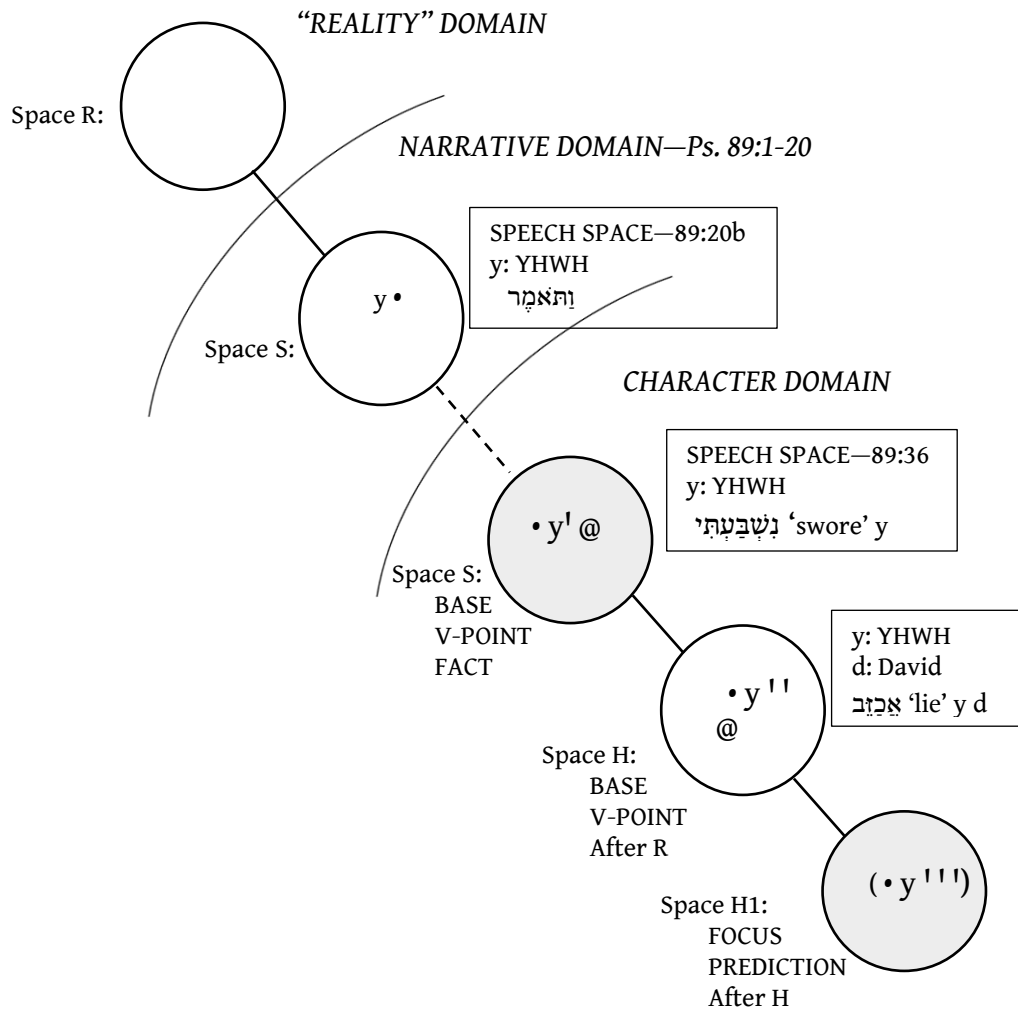 “REALITY” DOMAIN
Space R:
NARRATIVE DOMAIN—Ps. 89:1-20
SPEECH SPACE—89:20b
y: YHWH
וַתֹּאמֶר
y •
Space S:
CHARACTER DOMAIN
SPEECH SPACE—89:36
y: YHWH
נִשְׁבַּעְתִּי ‘swore’ y
• y' @
Space S:
BASE
V-POINT
FACT
y: YHWH
d: David
אֲכַזֵּב ‘lie’ y d
• y ' '
@
Space H:
BASE
V-POINT
After R
(• y ' ' ')
Space H1:
FOCUS
PREDICTION
After H